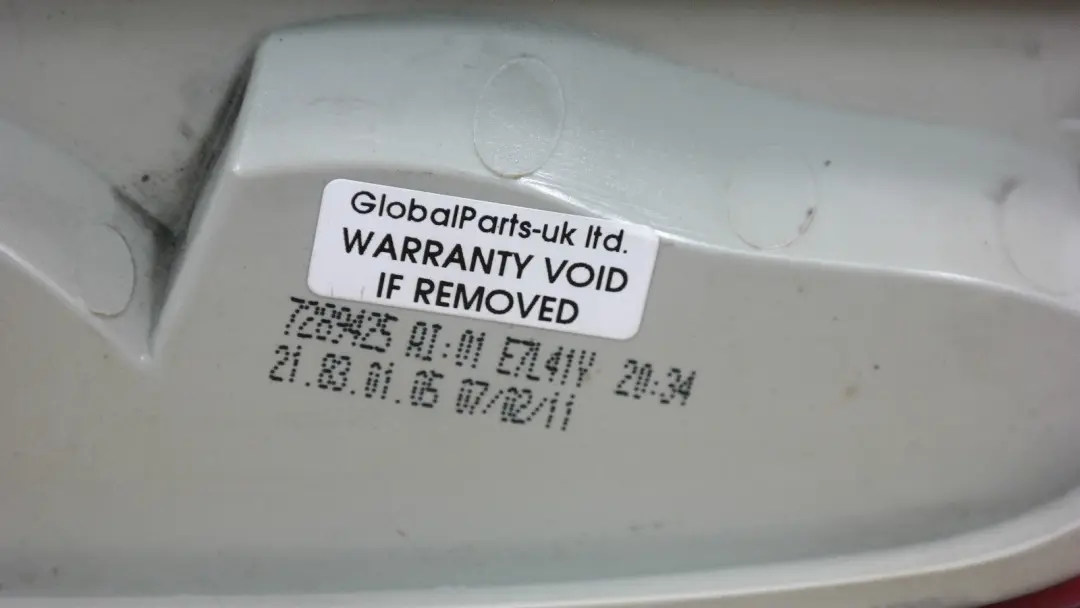 GlobalParts-uk ltd.
WARRANTY VOID
IF REMOVED
7289425 AI:01 E7L41Y 20:34
21.83.01.05 07/02/11